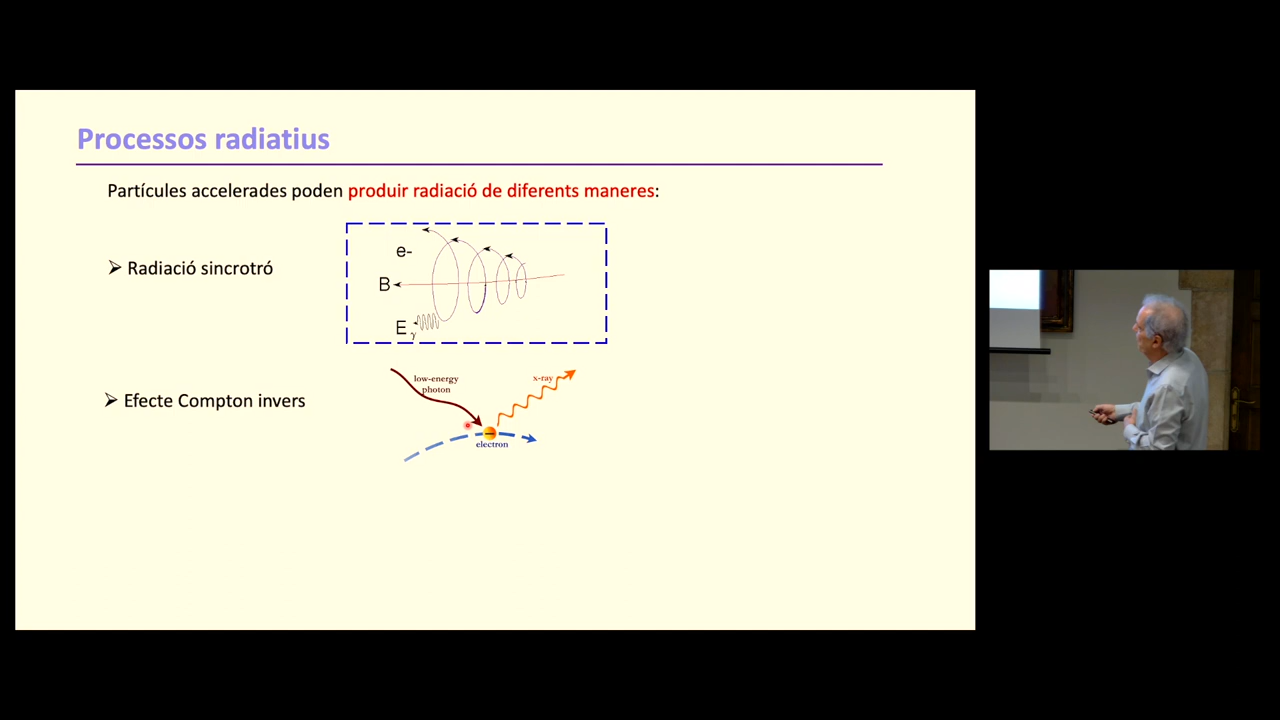 Processos radiatius
Partícules accelerades poden produir radiació de diferents maneres:
e-
➢ Radiació sincrotró
B
E γ
low-energy
photon
x-ray
➢ Efecte Compton invers
electron